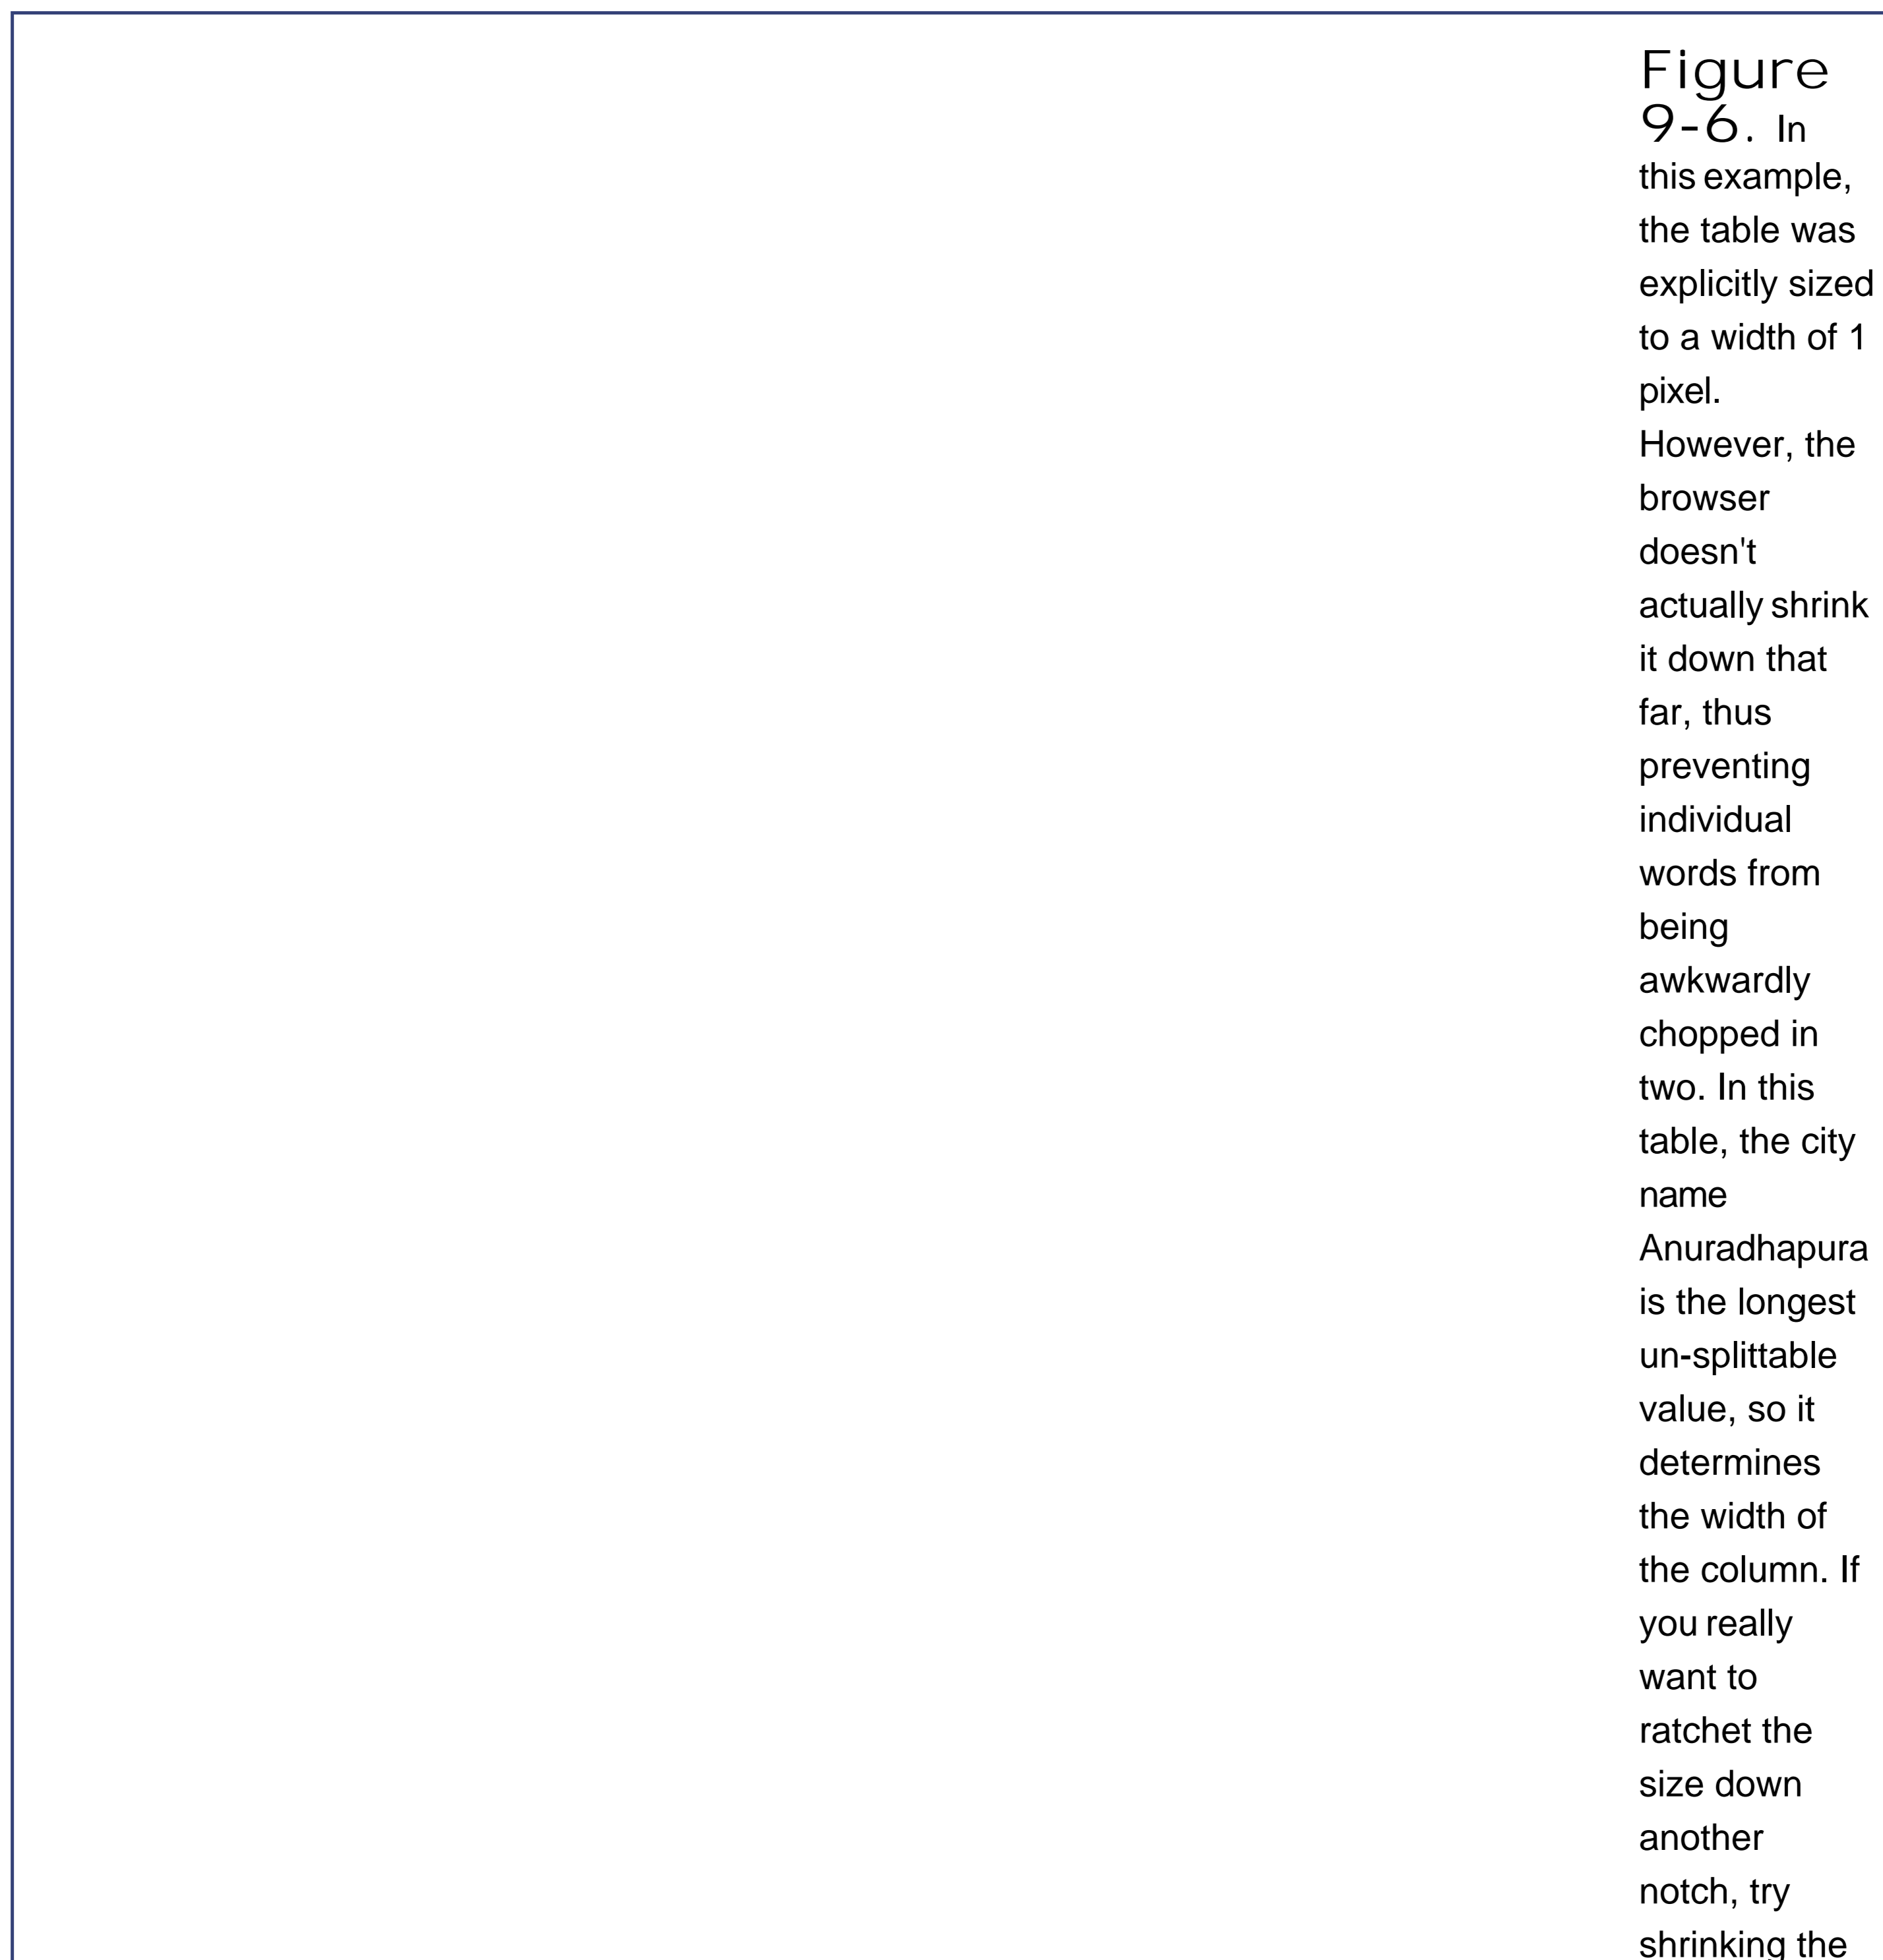 Figure
9-6. In
this example,
the table was
explicitly sized
to a width of 1
pixel.
However, the
browser
doesn't
actually shrink
it down that
far, thus
preventing
individual
words from
being
awkwardly
chopped in
two. In this
table, the city
name
Anuradhapura
is the longest
un-splittable
value, so it
determines
the width of
the column. If
you really
want to
ratchet the
size down
another
notch, try
shrinking the